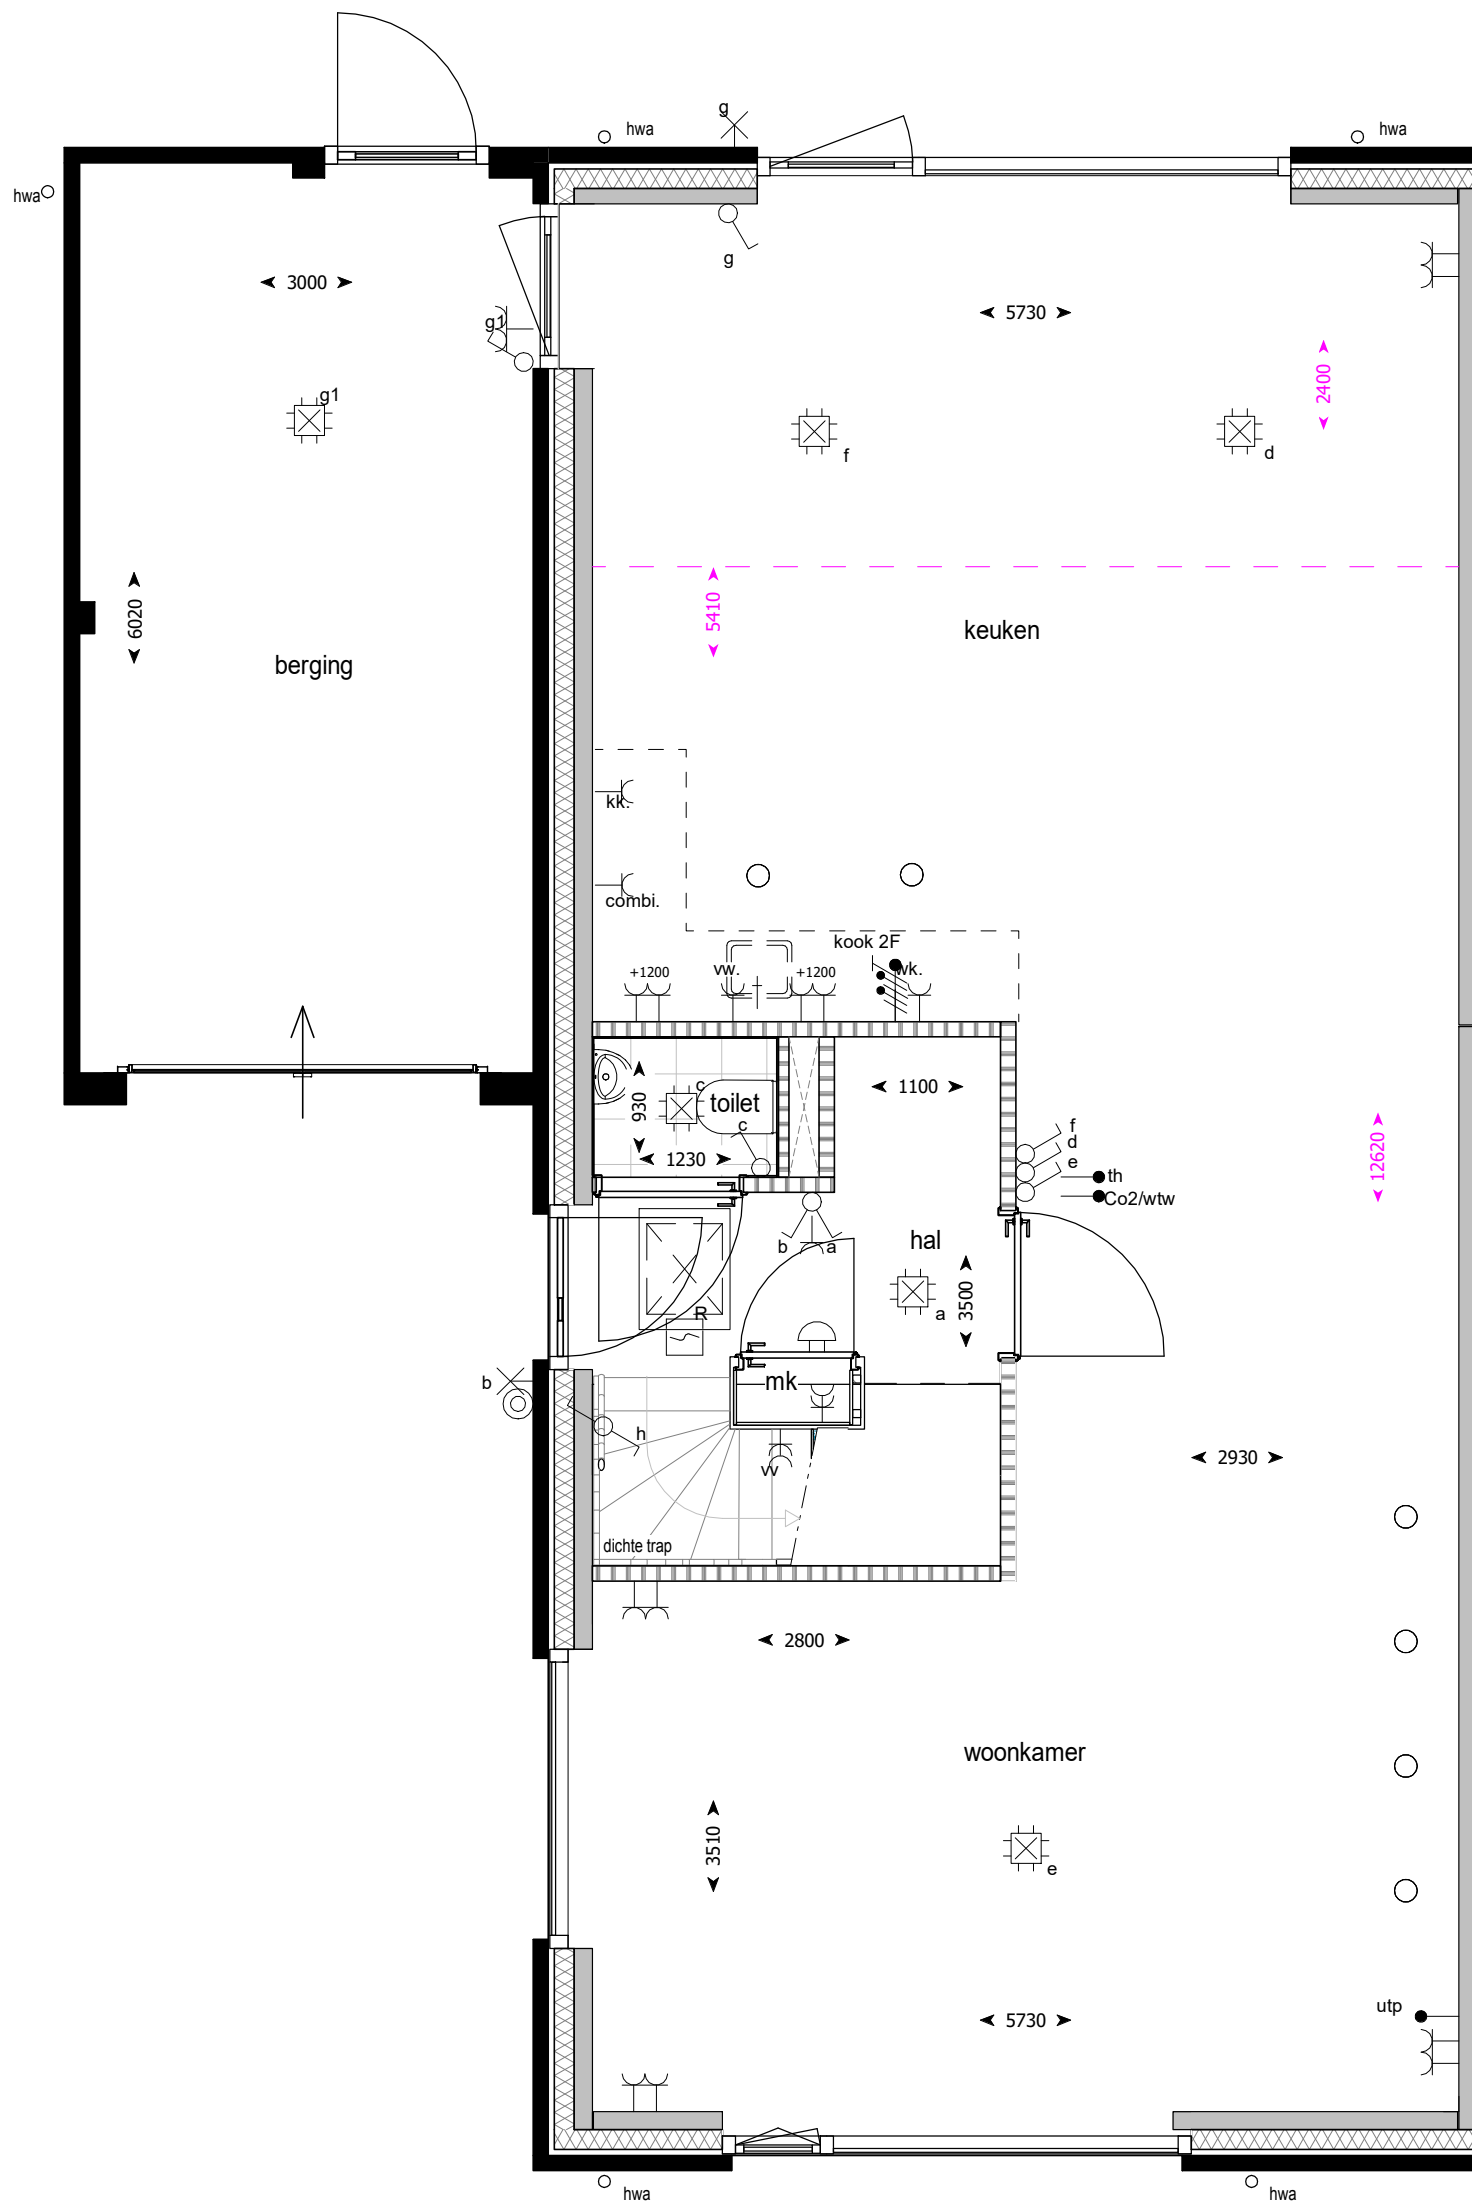 g
hwa
hwa
hwa
g
3000
5730
g1
2400
g1
f
d
5410
6020
keuken
berging
kk.
combi.
kook 2F
+1200
vw.
+1200
wk.
c
930
toilet
1100
c
1230
f
d
e
th
Co2/wtw
12620
b
a
hal
3500
R
a
mk
b
h
0
vv
2930
dichte trap
2800
woonkamer
3510
e
utp
5730
hwa
hwa